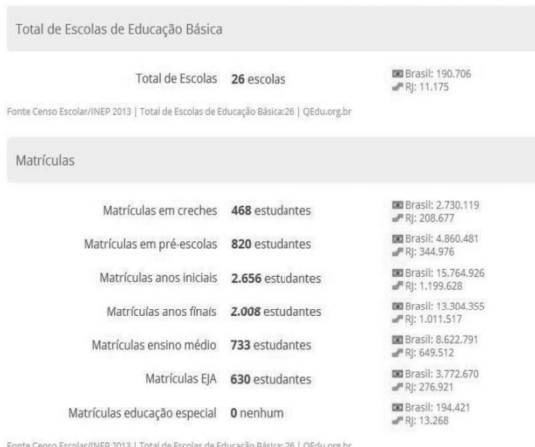 Total de Escolas de Educação Básica
Total de Escolas 26 escolas
Brasil: 190.706
RJ: 11.175
Fonte Censo Escolar/INEP 2013 | Total de Escolas de Educação Básica:26 | QEdu.org.br
Matrículas
Matrículas em creches 468 estudantes
Brasil: 2.730.119
RJ: 208.677
Matrículas em pré-escolas 820 estudantes
Brasil: 4.860.481
RJ: 344.976
Matrículas anos iniciais 2.656 estudantes
Brasil: 15.764.926
RJ: 1.199.628
Matrículas anos finais 2.008 estudantes
Brasil: 13.304.355
RJ: 1.011.517
Matrículas ensino médio 733 estudantes
Brasil: 8.622.791
RJ: 649.512
Matrículas EJA 630 estudantes
Brasil: 3.772.670
RJ: 276.921
Matrículas educação especial 0 nenhum
Brasil: 194.421
RJ: 13.268
Fonte Censo Escolar/INEP 2013 | Total de Escolas de Educação Básica: 26 | QEdu.org.br